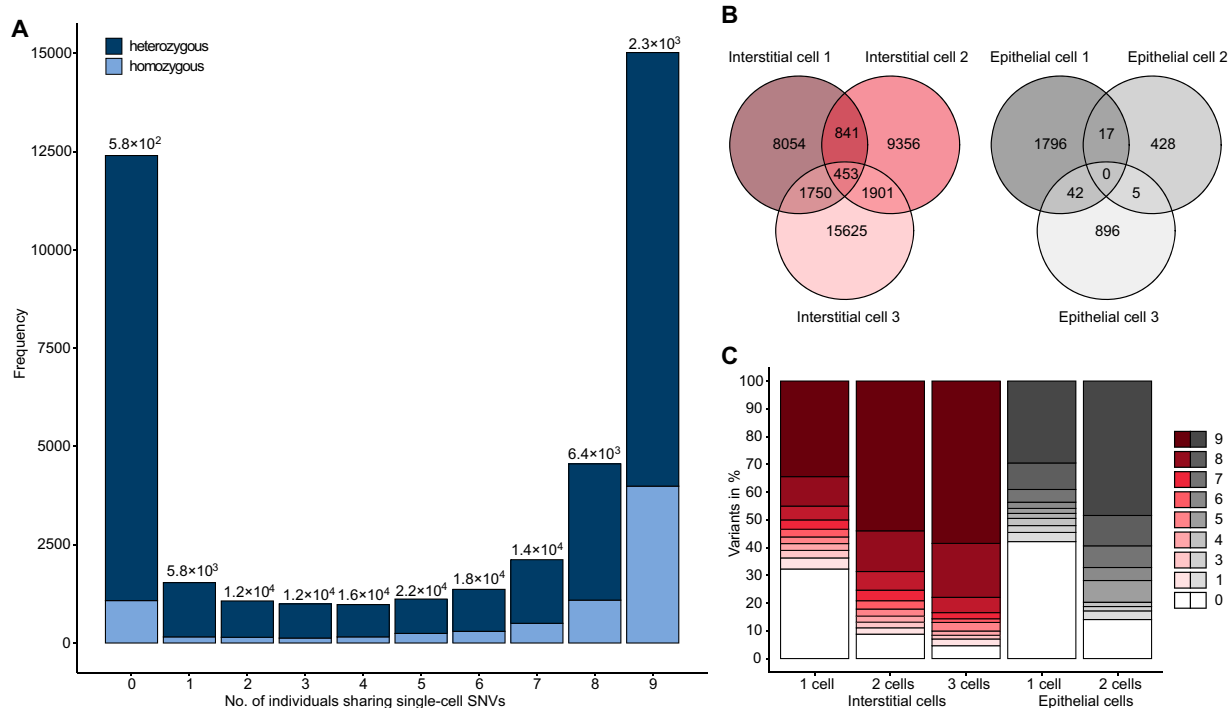 A
heterozygous
homozygous
Frequency
15000
12500
10000
7500
5000
2500
0
5.8×10²
5.8×10³
1.2×10⁴
1.2×10⁴
1.6×10⁴
2.2×10⁴
1.8×10⁴
1.4×10⁴
6.4×10³
2.3×10³
0 1 2 3 4 5 6 7 8 9
No. of individuals sharing single-cell SNVs
B
Interstitial cell 1 Interstitial cell 2
8054 841 9356
453
1750 1901
15625
Interstitial cell 3
Epithelial cell 1 Epithelial cell 2
1796 17 428
0
42 5
896
Epithelial cell 3
C
Variants in %
100
90
80
70
60
50
40
30
20
10
0
1 cell 2 cells 3 cells 1 cell 2 cells
Interstitial cells Epithelial cells
9
8
7
6
5
4
3
1
0